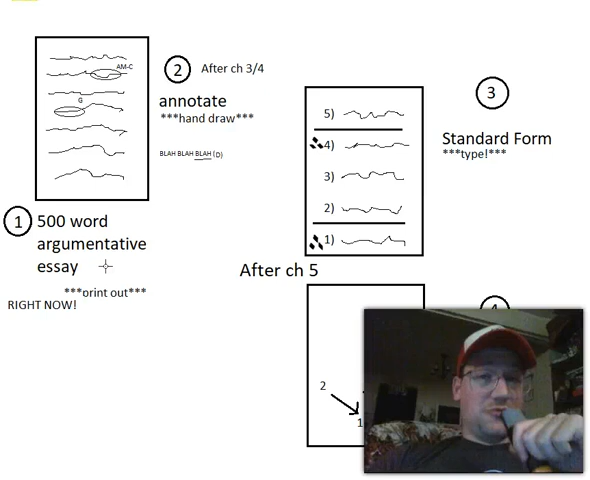 AM-C
G
1
500 word
argumentative
essay
***print out***
RIGHT NOW!
2
After ch 3/4
annotate
***hand draw***
BLAH BLAH BLAH (D)
5)
4)
3)
2)
1)
3
Standard Form
***type!***
After ch 5
2
1